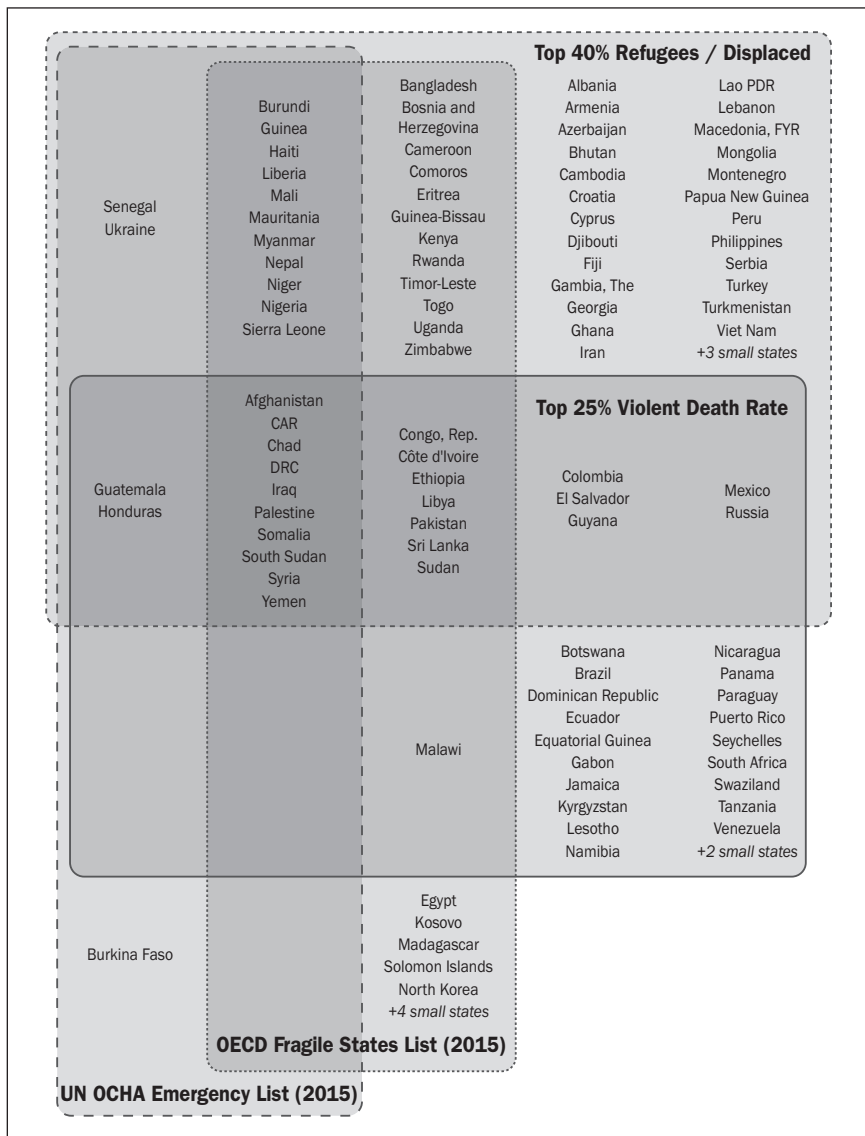 Top 40% Refugees / Displaced
Senegal
Ukraine
Burundi
Guinea
Haiti
Liberia
Mali
Mauritania
Myanmar
Nepal
Niger
Nigeria
Sierra Leone
Bangladesh
Bosnia and
Herzegovina
Cameroon
Comoros
Eritrea
Guinea-Bissau
Kenya
Rwanda
Timor-Leste
Togo
Uganda
Zimbabwe
Albania
Armenia
Azerbaijan
Bhutan
Cambodia
Croatia
Cyprus
Djibouti
Fiji
Gambia, The
Georgia
Ghana
Iran
Lao PDR
Lebanon
Macedonia, FYR
Mongolia
Montenegro
Papua New Guinea
Peru
Philippines
Serbia
Turkey
Turkmenistan
Viet Nam
+3 small states
Top 25% Violent Death Rate
Guatemala
Honduras
Afghanistan
CAR
Chad
DRC
Iraq
Palestine
Somalia
South Sudan
Syria
Yemen
Congo, Rep.
Côte d'Ivoire
Ethiopia
Libya
Pakistan
Sri Lanka
Sudan
Colombia
El Salvador
Guyana
Mexico
Russia
Malawi
Botswana
Brazil
Dominican Republic
Ecuador
Equatorial Guinea
Gabon
Jamaica
Kyrgyzstan
Lesotho
Namibia
Nicaragua
Panama
Paraguay
Puerto Rico
Seychelles
South Africa
Swaziland
Tanzania
Venezuela
+2 small states
Burkina Faso
Egypt
Kosovo
Madagascar
Solomon Islands
North Korea
+4 small states
OECD Fragile States List (2015)
UN OCHA Emergency List (2015)